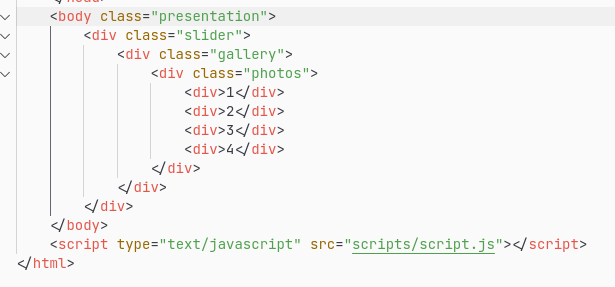 </head>
<body class="presentation">
<div class="slider">
<div class="gallery">
<div class="photos">
<div>1</div>
<div>2</div>
<div>3</div>
<div>4</div>
</div>
</div>
</div>
</body>
<script type="text/javascript" src="scripts/script.js"></script>
</html>